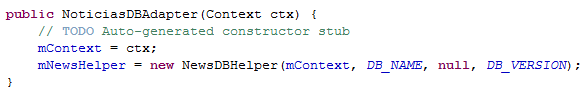 public NoticiasDBAdapter(Context ctx) {
    // TODO Auto-generated constructor stub
    mContext = ctx;
    mNewsHelper = new NewsDBHelper(mContext, DB_NAME, null, DB_VERSION);
}